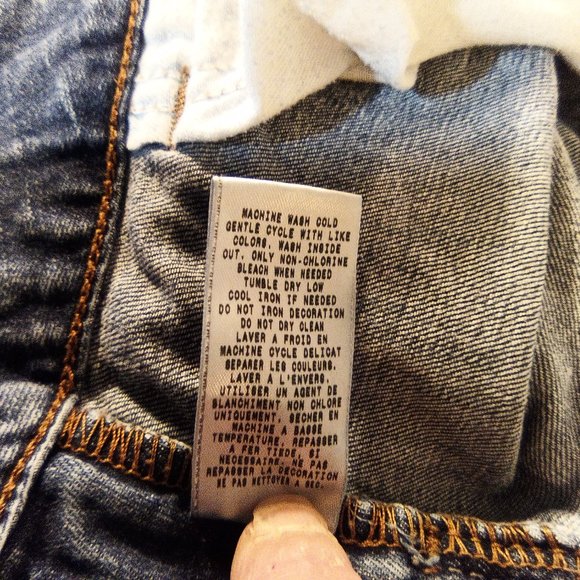 MACHINE WASH COLD
GENTLE CYCLE WITH LIKE
COLORS. WASH INSIDE
OUT. ONLY NON-CHLORINE
BLEACH WHEN NEEDED
TUMBLE DRY LOW
COOL IRON IF NEEDED
DO NOT IRON DECORATION
DO NOT DRY CLEAN
LAVER A FROID EN
MACHINE CYCLE DELICAT
SEPARER LES COULEURS.
LAVER A L'ENVERS.
UTILISER UN AGENT DE
BLANCHIMENT NON CHLORE
UNIQUEMENT. SECHER EN
MACHINE A BASSE
TEMPERATURE. REPASSER
A FER TIEDE. SI
NECESSAIRE. NE PAS
REPASSER LA DECORATION
NE PAS NETTOYER A SEC.